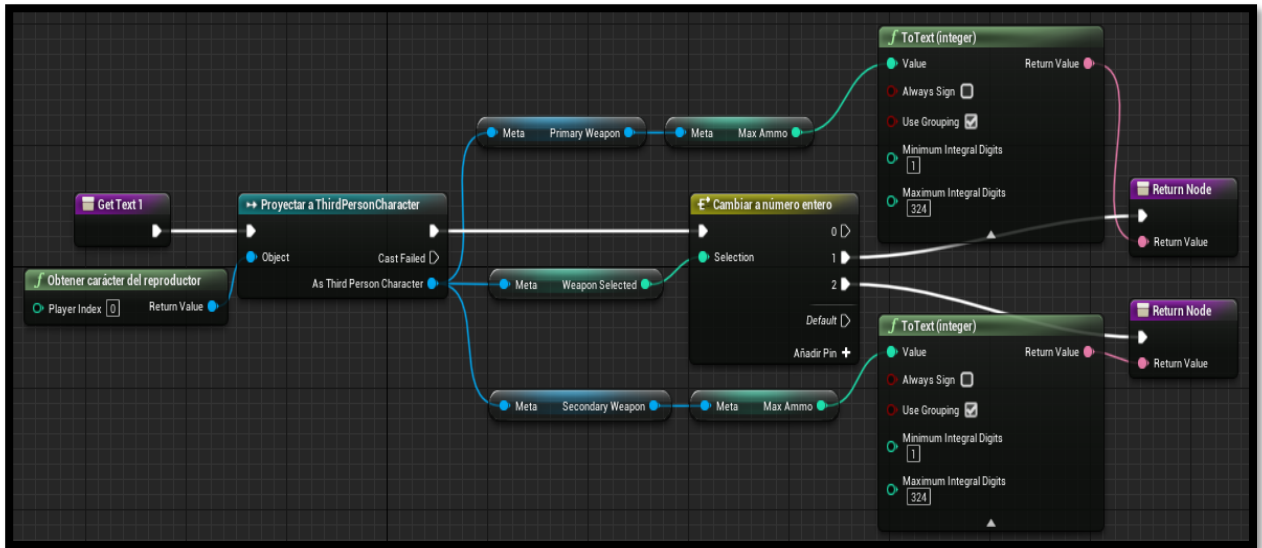 Get Text 1
Obtener carácter del reproductor
Player Index 0 Return Value
Proyectar a ThirdPersonCharacter
Object Cast Failed
As Third Person Character
Meta Primary Weapon
Meta Max Ammo
Meta Weapon Selected
Meta Secondary Weapon
Meta Max Ammo
Cambiar a número entero
0
Selection 1
2
Default
Añadir Pin
ToText (integer)
Value Return Value
Always Sign
Use Grouping
Minimum Integral Digits
1
Maximum Integral Digits
324
Return Node
Return Value
ToText (integer)
Value Return Value
Always Sign
Use Grouping
Minimum Integral Digits
1
Maximum Integral Digits
324
Return Node
Return Value